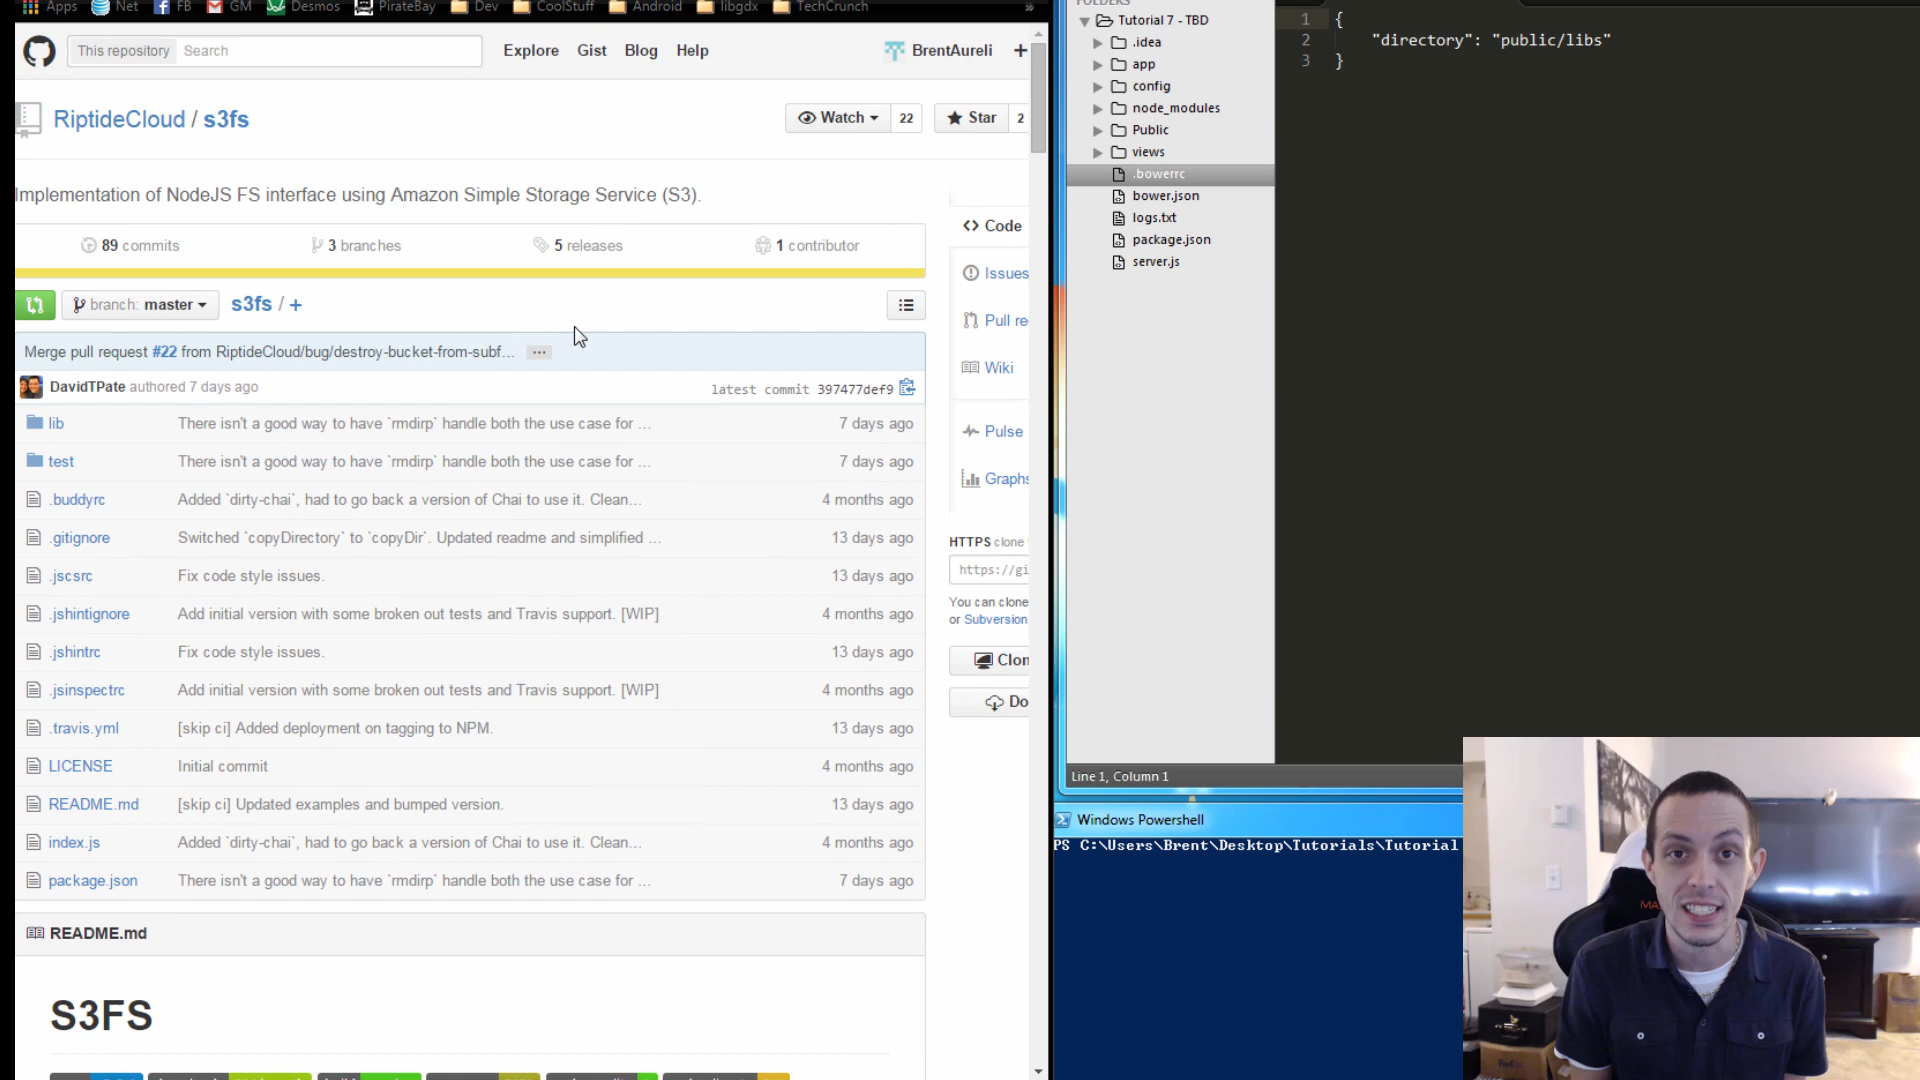 Apps Net FB GM Desmos PirateBay Dev CoolStuff Android libgdx TechCrunch »
This repository Search Explore Gist Blog Help BrentAureli +
RiptideCloud / s3fs Watch 22 Star 2
Implementation of NodeJS FS interface using Amazon Simple Storage Service (S3).
89 commits 3 branches 5 releases 1 contributor
branch: master s3fs / +
Merge pull request #22 from RiptideCloud/bug/destroy-bucket-from-subf... ...
DavidTPate authored 7 days ago latest commit 397477def9
lib There isn't a good way to have `rmdirp` handle both the use case for ... 7 days ago
test There isn't a good way to have `rmdirp` handle both the use case for ... 7 days ago
.buddyrc Added `dirty-chai`, had to go back a version of Chai to use it. Clean... 4 months ago
.gitignore Switched `copyDirectory` to `copyDir`. Updated readme and simplified ... 13 days ago
.jscsrc Fix code style issues. 13 days ago
.jshintignore Add initial version with some broken out tests and Travis support. [WIP] 4 months ago
.jshintrc Fix code style issues. 13 days ago
.jsinspectrc Add initial version with some broken out tests and Travis support. [WIP] 4 months ago
.travis.yml [skip ci] Added deployment on tagging to NPM. 13 days ago
LICENSE Initial commit 4 months ago
README.md [skip ci] Updated examples and bumped version. 13 days ago
index.js Added `dirty-chai`, had to go back a version of Chai to use it. Clean... 4 months ago
package.json There isn't a good way to have `rmdirp` handle both the use case for ... 7 days ago
README.md
S3FS
<> Code
Issues
Pull re
Wiki
Pulse
Graphs
HTTPS clone
https://gi
You can clone
or Subversion
Clon
Do
FOLDERS
Tutorial 7 - TBD
.idea
app
config
node_modules
Public
views
.bowerrc
bower.json
logs.txt
package.json
server.js
1 {
2 "directory": "public/libs"
3 }
Line 1, Column 1
Windows Powershell
PS C:\Users\Brent\Desktop\Tutorials\Tutorial